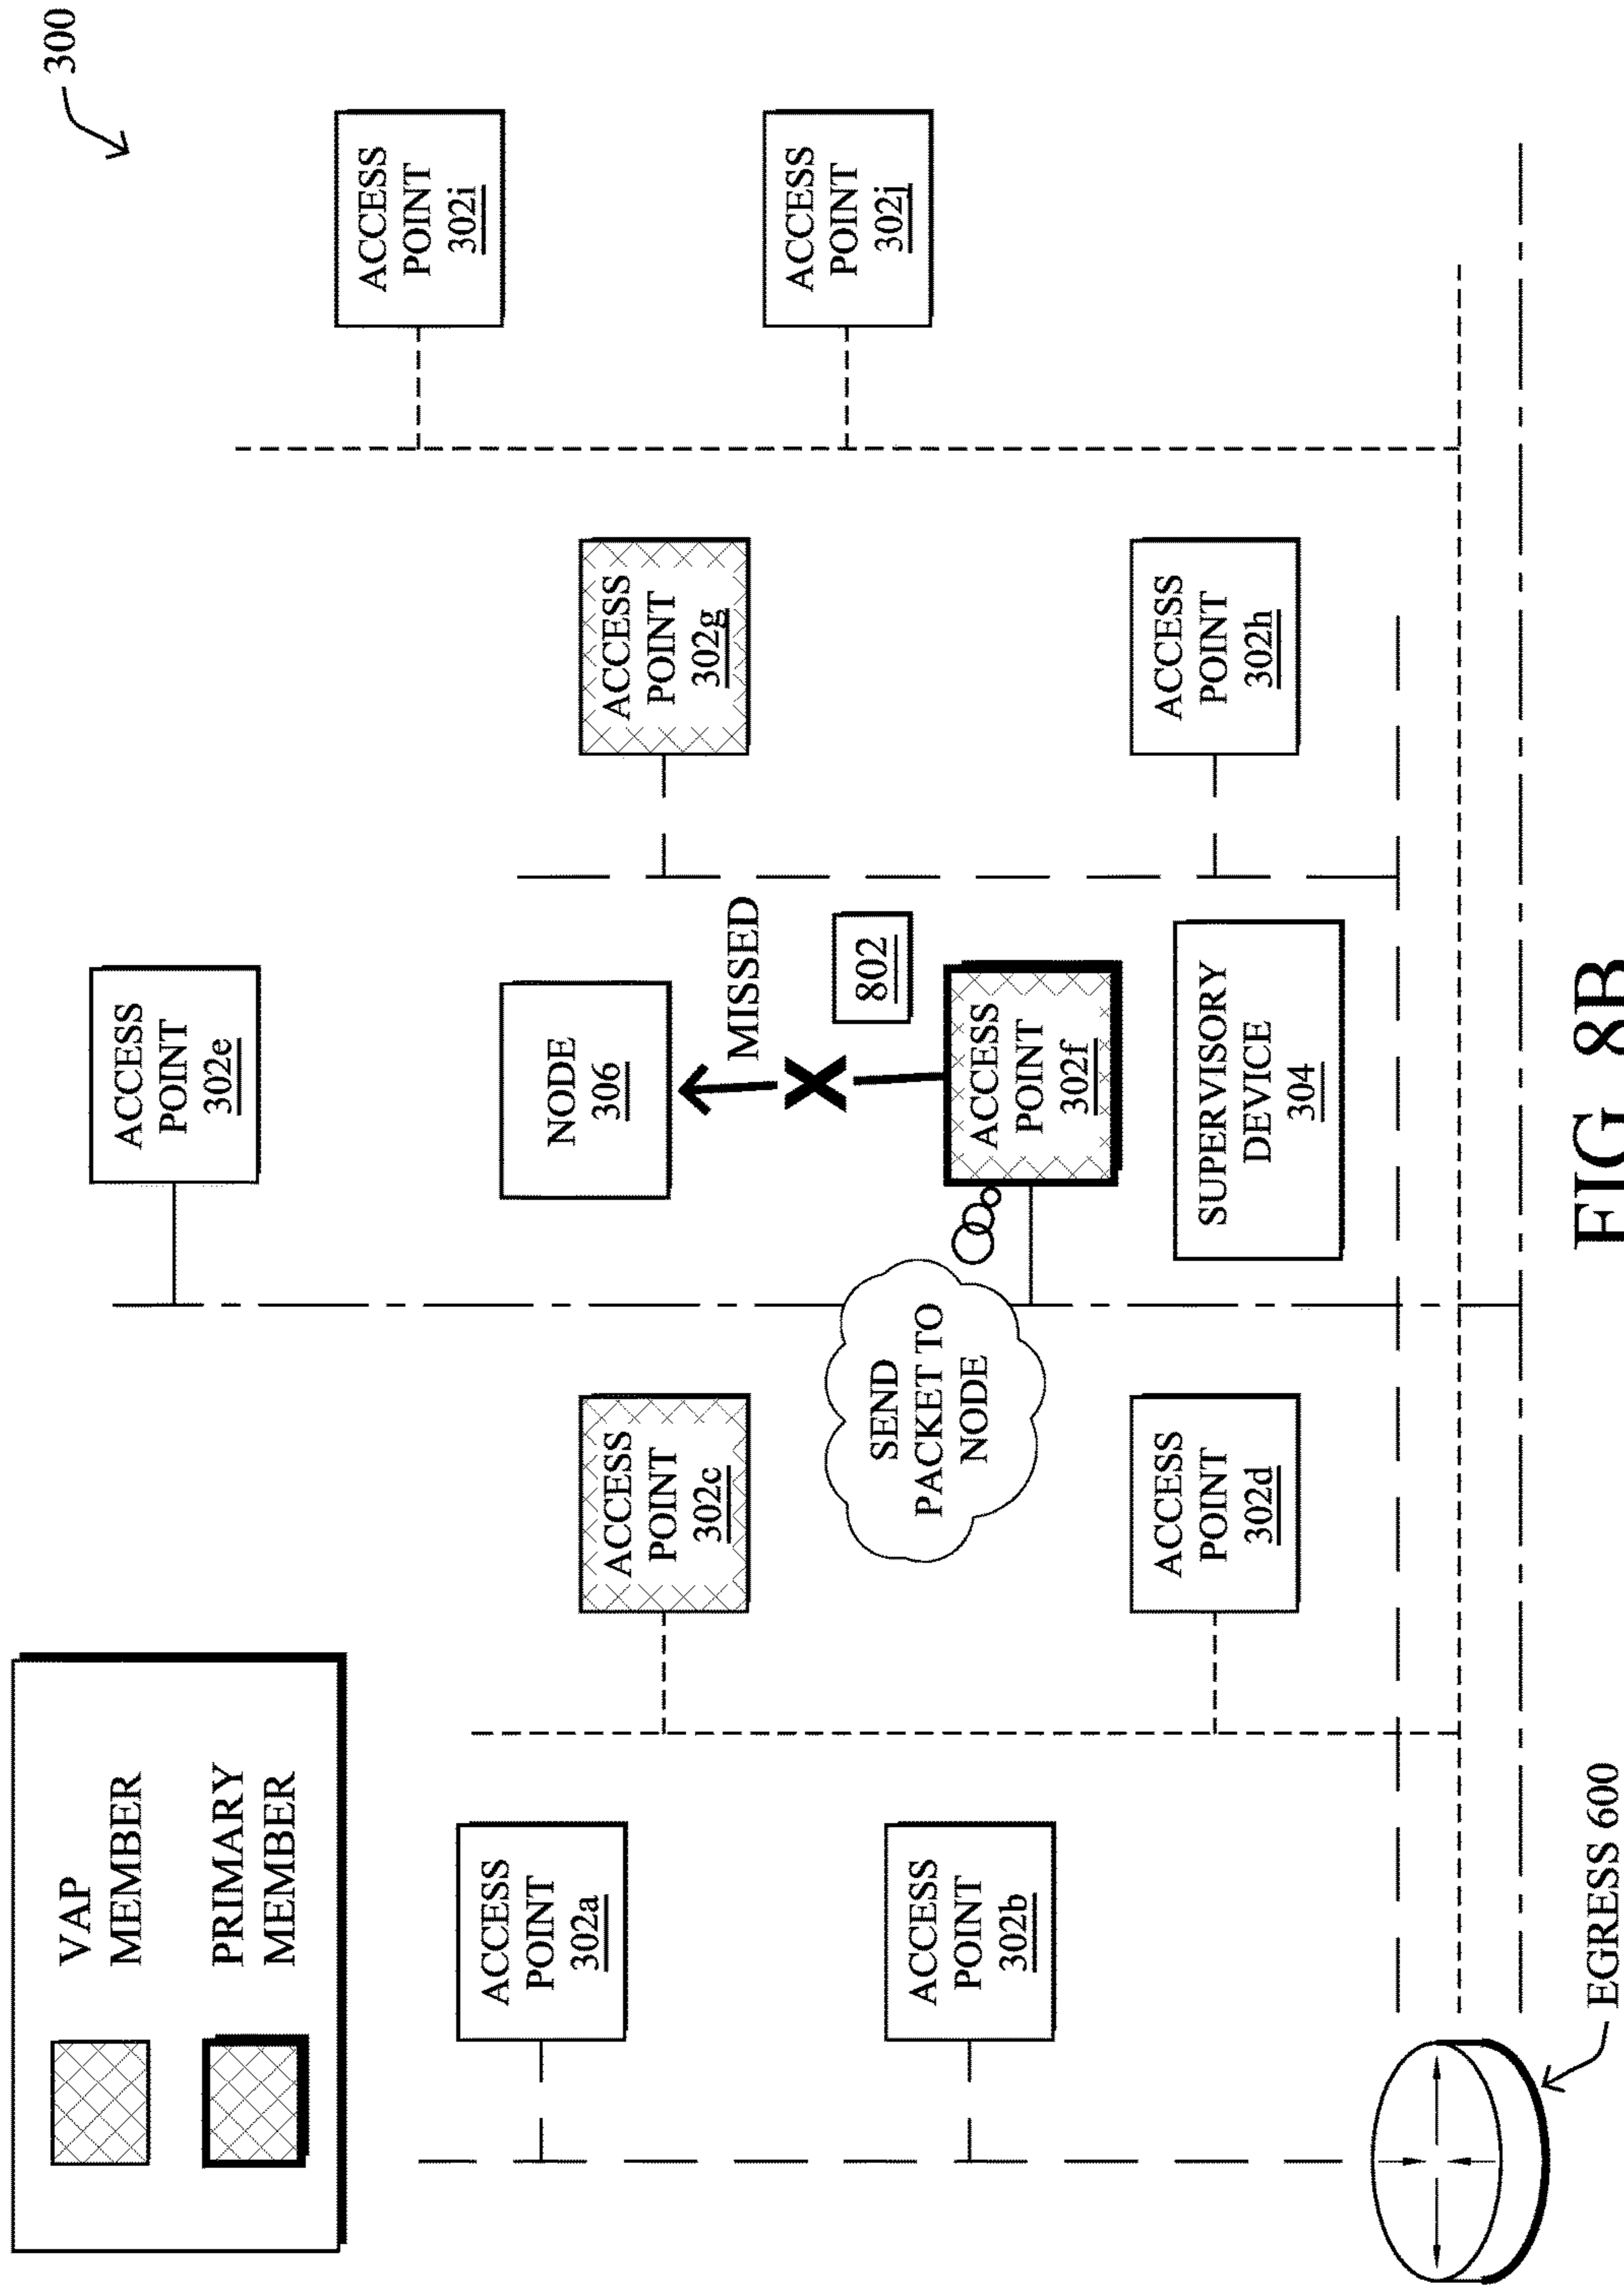 300
VAP
MEMBER
PRIMARY
MEMBER
ACCESS
POINT
302a
ACCESS
POINT
302b
ACCESS
POINT
302c
ACCESS
POINT
302d
ACCESS
POINT
302e
NODE
306
MISSED
802
SEND
PACKET TO
NODE
ACCESS
POINT
302f
SUPERVISORY
DEVICE
304
ACCESS
POINT
302g
ACCESS
POINT
302h
ACCESS
POINT
302i
ACCESS
POINT
302j
EGRESS 600
FIG 8B